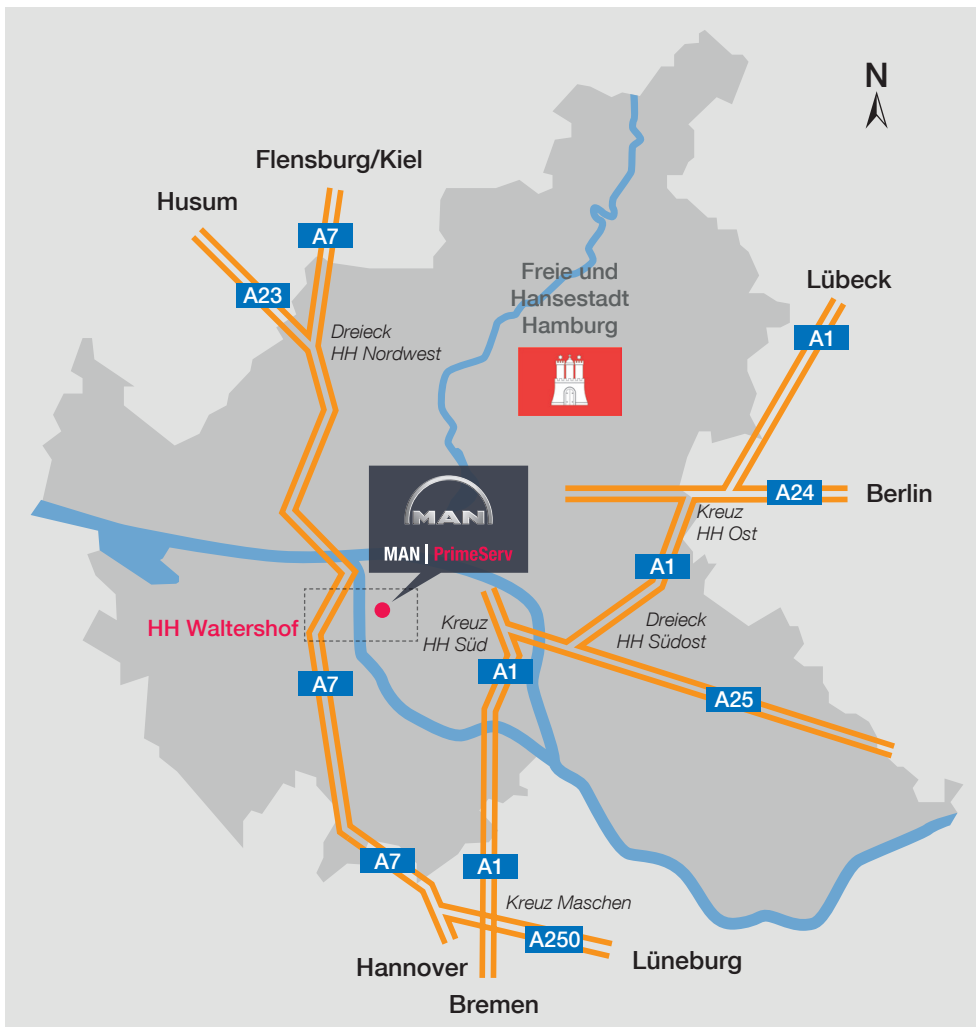 N
Flensburg/Kiel
Husum
A7
A23
Freie und
Hansestadt
Hamburg
Lübeck
A1
Dreieck
HH Nordwest
MAN
MAN | PrimeServ
A24
Berlin
Kreuz
HH Ost
A1
HH Waltershof
Kreuz
HH Süd
Dreieck
HH Südost
A7
A1
A25
A7
A1
Kreuz Maschen
A250
Hannover
Lüneburg
Bremen